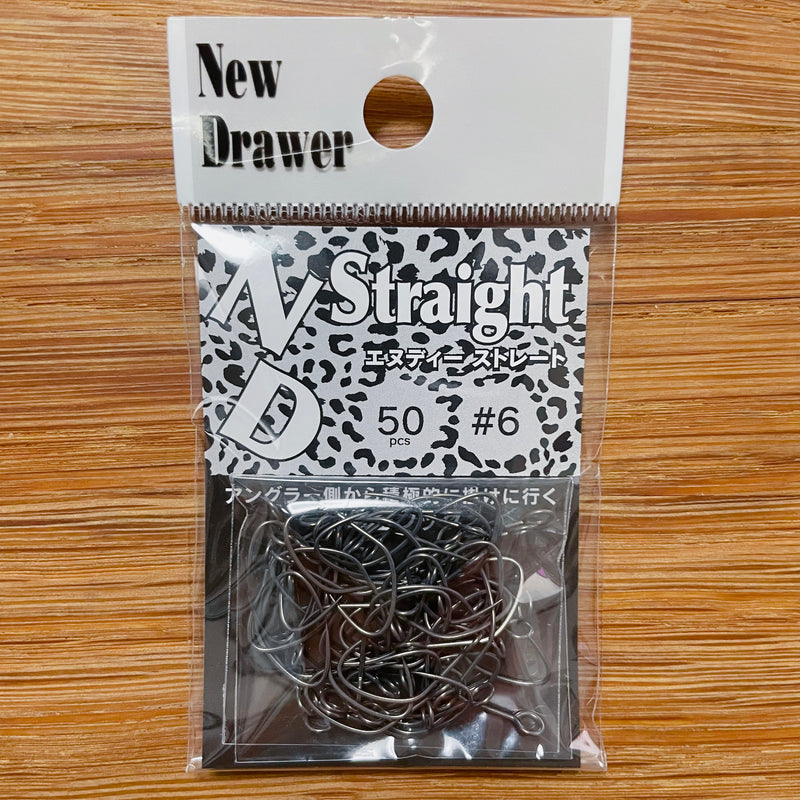 New
Drawer
ND
Straight
エヌディー ストレート
50
pcs
#6
アングラー側から積極的に掛けに行く